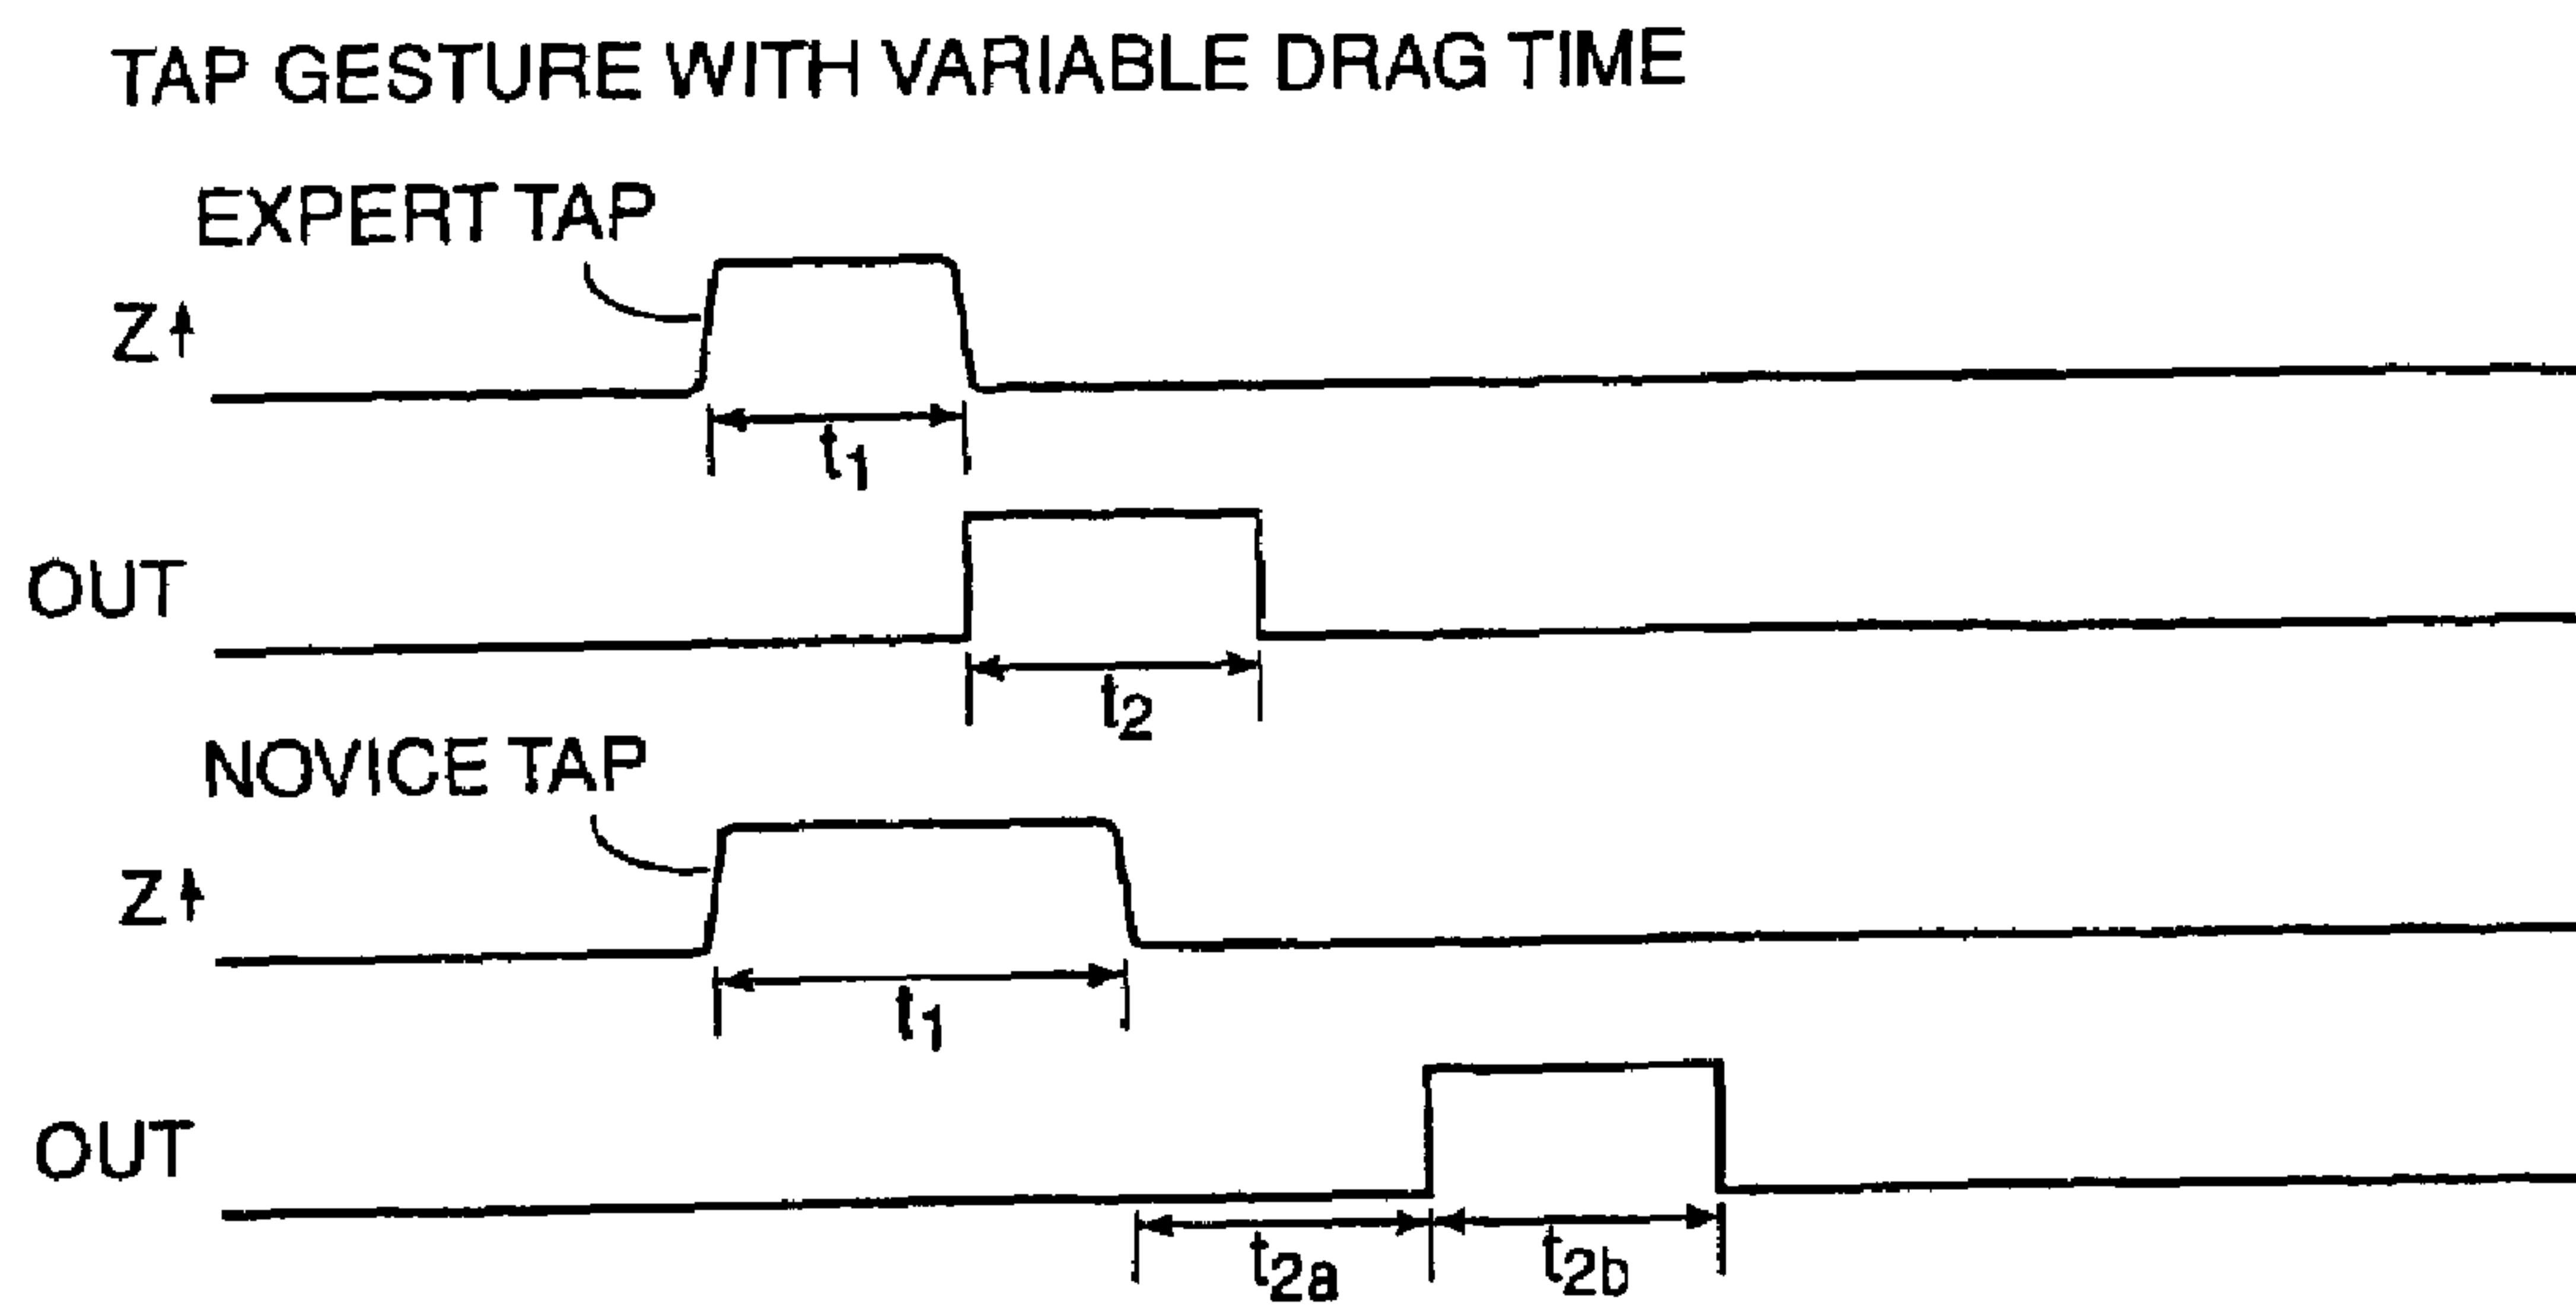 TAP GESTURE WITH VARIABLE DRAG TIME
EXPERT TAP
Z
t1
OUT
t2
NOVICE TAP
Z
t1
OUT
t2a
t2b